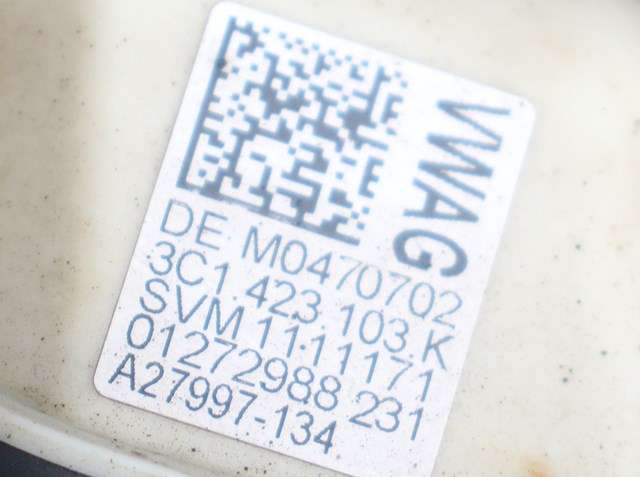 VWAG
DE M0470702
3C1.423.103.K
SVM 11.11171
01272988 231
A27997-134